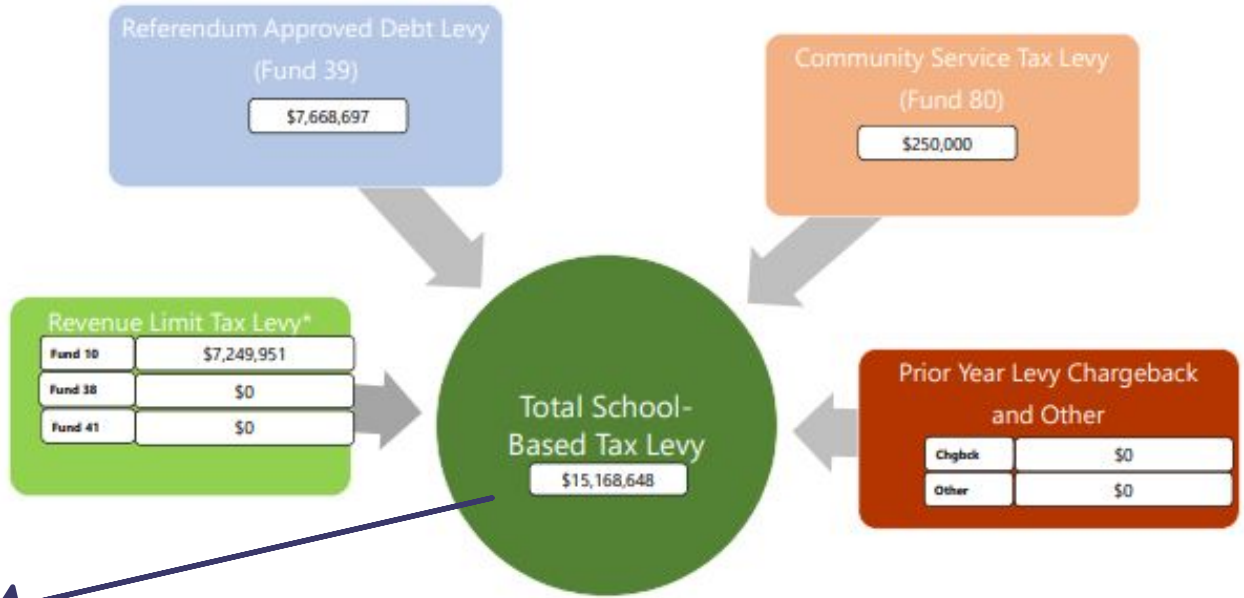 Referendum Approved Debt Levy
(Fund 39)
$7,668,697
Community Service Tax Levy
(Fund 80)
$250,000
Revenue Limit Tax Levy*
Fund 10 $7,249,951
Fund 38 $0
Fund 41 $0
Total School-
Based Tax Levy
$15,168,648
Prior Year Levy Chargeback
and Other
Chgbck $0
Other $0